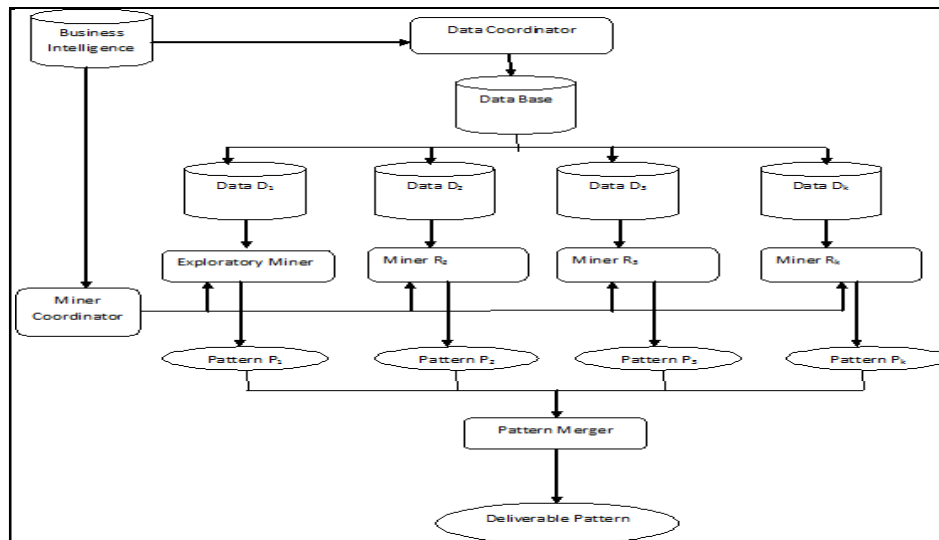 Business
Intelligence
Data Coordinator
Data Base
Data D₁
Data D₂
Data D₃
Data Dₖ
Exploratory Miner
Miner R₂
Miner R₃
Miner Rₖ
Miner
Coordinator
Pattern P₁
Pattern P₂
Pattern P₃
Pattern Pₖ
Pattern Merger
Deliverable Pattern